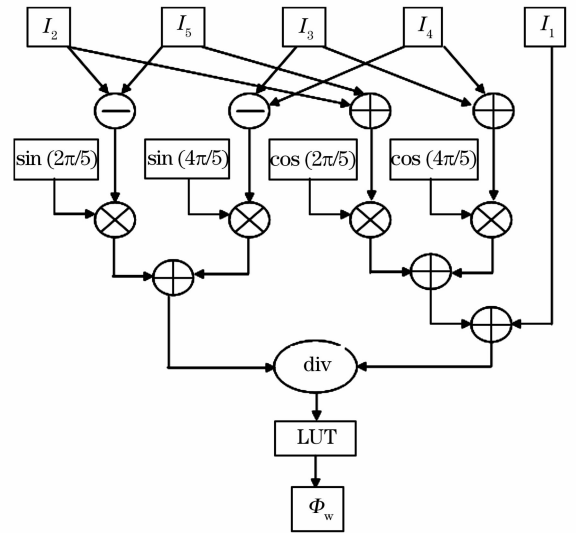 I₂ I₅ I₃ I₄ I₁
sin (2π/5) sin (4π/5) cos (2π/5) cos (4π/5)
div
LUT
Φw